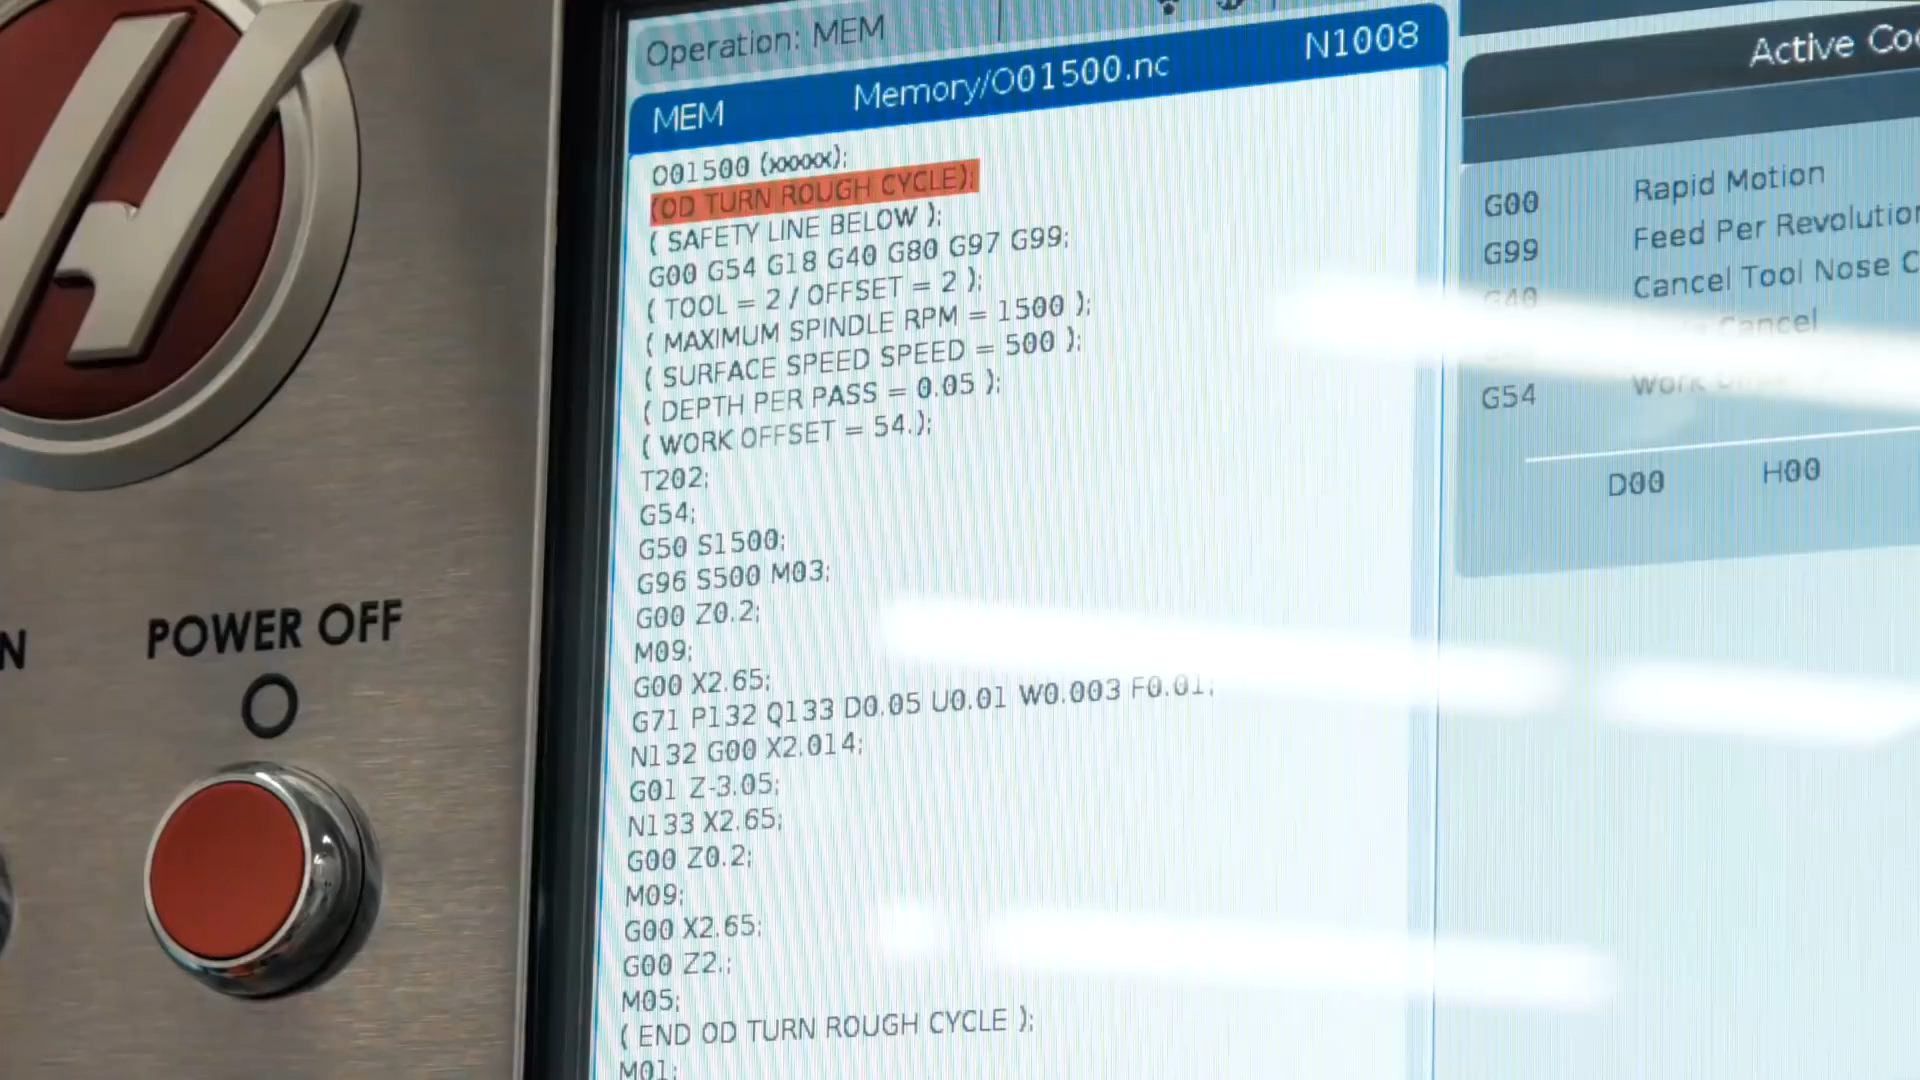 Operation: MEM
MEM Memory/O01500.nc N1008
O01500 (xxxxx);
(OD TURN ROUGH CYCLE);
( SAFETY LINE BELOW );
G00 G54 G18 G40 G80 G97 G99;
( TOOL = 2 / OFFSET = 2 );
( MAXIMUM SPINDLE RPM = 1500 );
( SURFACE SPEED SPEED = 500 );
( DEPTH PER PASS = 0.05 );
( WORK OFFSET = 54.);
T202;
G54;
G50 S1500;
G96 S500 M03;
G00 Z0.2;
M09;
G00 X2.65;
G71 P132 Q133 D0.05 U0.01 W0.003 F0.01;
N132 G00 X2.014;
G01 Z-3.05;
N133 X2.65;
G00 Z0.2;
M09;
G00 X2.65;
G00 Z2.;
M05;
( END OD TURN ROUGH CYCLE );
M01;
Active
G00 Rapid Motion
G99 Feed Per Revolution
G40 Cancel Tool Nose
Cancel
G54 Work
D00 H00
POWER OFF